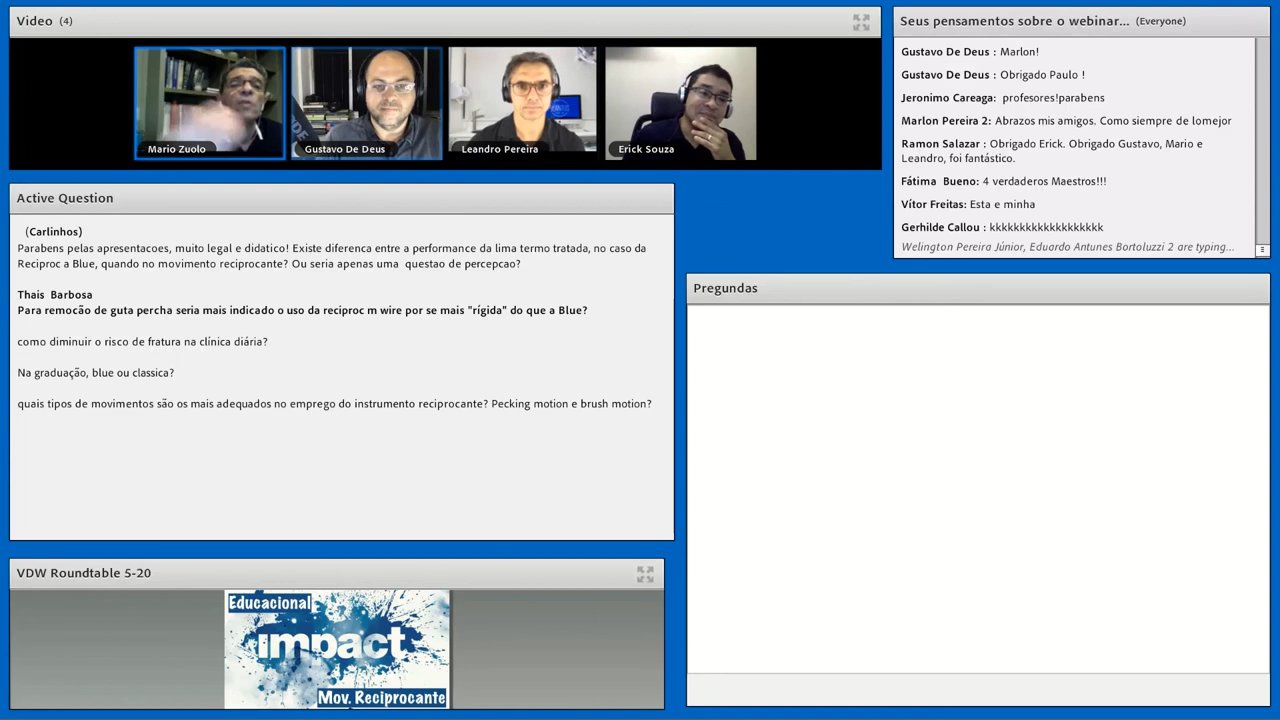 Video (4)
Mario Zuolo
Gustavo De Deus
Leandro Pereira
Erick Souza
Seus pensamentos sobre o webinar... (Everyone)
Gustavo De Deus : Marlon!
Gustavo De Deus : Obrigado Paulo !
Jeronimo Careaga: profesores!parabens
Marlon Pereira 2: Abrazos mis amigos. Como siempre de lomejor
Ramon Salazar : Obrigado Erick. Obrigado Gustavo, Mario e
Leandro, foi fantástico.
Fátima Bueno: 4 verdaderos Maestros!!!
Vítor Freitas: Esta e minha
Gerhilde Callou : kkkkkkkkkkkkkkkkkkk
Welington Pereira Júnior, Eduardo Antunes Bortoluzzi 2 are typing...
Active Question
(Carlinhos)
Parabens pelas apresentacoes, muito legal e didatico! Existe diferenca entre a performance da lima termo tratada, no caso da
Reciproc a Blue, quando no movimento reciprocante? Ou seria apenas uma questao de percepcao?
Thais Barbosa
Para remocão de guta percha seria mais indicado o uso da reciproc m wire por se mais "rígida" do que a Blue?
como diminuir o risco de fratura na clínica diária?
Na graduação, blue ou classica?
quais tipos de movimentos são os mais adequados no emprego do instrumento reciprocante? Pecking motion e brush motion?
Pregundas
VDW Roundtable 5-20
Educacional
impact
Mov. Reciprocante